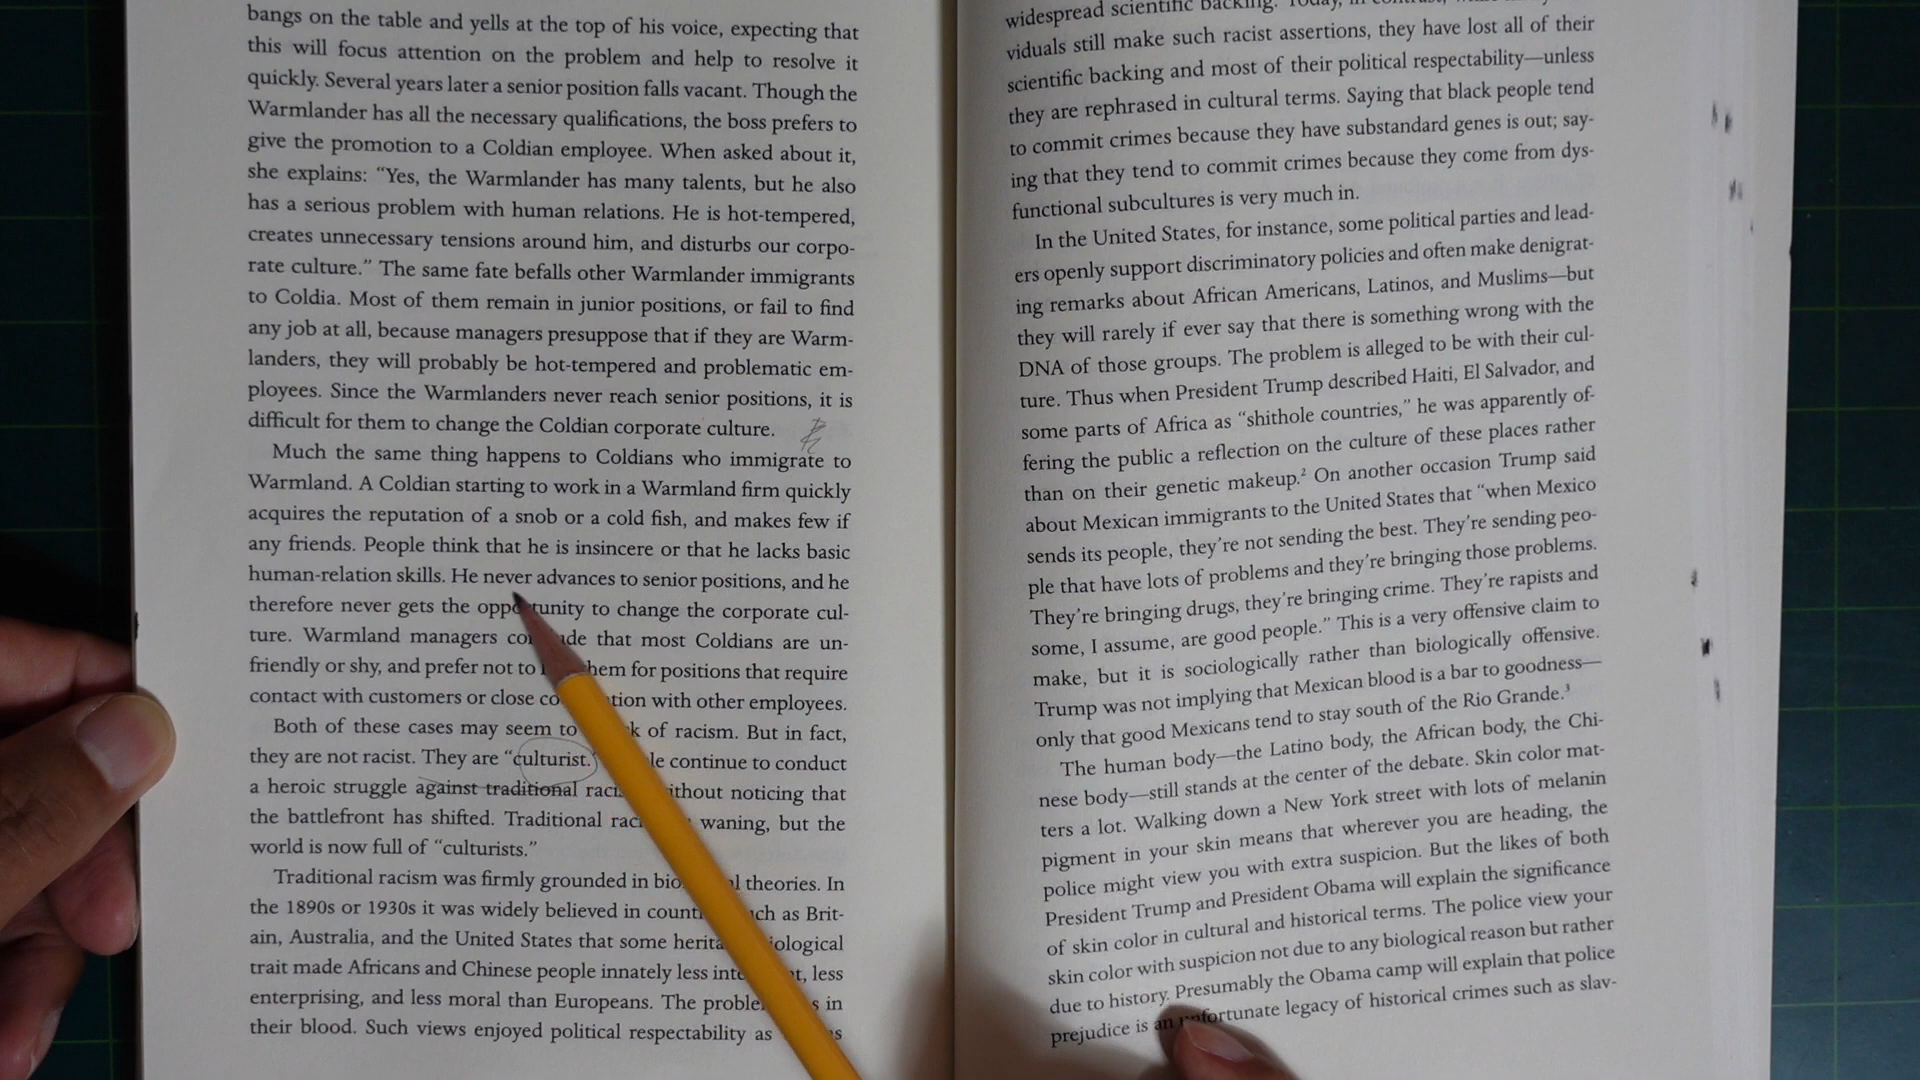 bangs on the table and yells at the top of his voice, expecting that
this will focus attention on the problem and help to resolve it
quickly. Several years later a senior position falls vacant. Though the
Warmlander has all the necessary qualifications, the boss prefers to
give the promotion to a Coldian employee. When asked about it,
she explains: “Yes, the Warmlander has many talents, but he also
has a serious problem with human relations. He is hot-tempered,
creates unnecessary tensions around him, and disturbs our corpo-
rate culture.” The same fate befalls other Warmlander immigrants
to Coldia. Most of them remain in junior positions, or fail to find
any job at all, because managers presuppose that if they are Warm-
landers, they will probably be hot-tempered and problematic em-
ployees. Since the Warmlanders never reach senior positions, it is
difficult for them to change the Coldian corporate culture.
Much the same thing happens to Coldians who immigrate to
Warmland. A Coldian starting to work in a Warmland firm quickly
acquires the reputation of a snob or a cold fish, and makes few if
any friends. People think that he is insincere or that he lacks basic
human-relation skills. He never advances to senior positions, and he
therefore never gets the opportunity to change the corporate cul-
ture. Warmland managers conclude that most Coldians are un-
friendly or shy, and prefer not to them for positions that require
contact with customers or close with other employees.
Both of these cases may seem to of racism. But in fact,
they are not racist. They are “culturist.” continue to conduct
a heroic struggle against traditional without noticing that
the battlefront has shifted. Traditional waning, but the
world is now full of “culturists.”
Traditional racism was firmly grounded in theories. In
the 1890s or 1930s it was widely believed in such as Brit-
ain, Australia, and the United States that some
trait made Africans and Chinese people innately less less
enterprising, and less moral than Europeans. The in
their blood. Such views enjoyed political respectability as
widespread scientific backing. Today, in contrast,
viduals still make such racist assertions, they have lost all of their
scientific backing and most of their political respectability—unless
they are rephrased in cultural terms. Saying that black people tend
to commit crimes because they have substandard genes is out; say-
ing that they tend to commit crimes because they come from dys-
functional subcultures is very much in.
In the United States, for instance, some political parties and lead-
ers openly support discriminatory policies and often make denigrat-
ing remarks about African Americans, Latinos, and Muslims—but
they will rarely if ever say that there is something wrong with the
DNA of those groups. The problem is alleged to be with their cul-
ture. Thus when President Trump described Haiti, El Salvador, and
some parts of Africa as “shithole countries,” he was apparently of-
fering the public a reflection on the culture of these places rather
than on their genetic makeup.² On another occasion Trump said
about Mexican immigrants to the United States that “when Mexico
sends its people, they’re not sending the best. They’re sending peo-
ple that have lots of problems and they’re bringing those problems.
They’re bringing drugs, they’re bringing crime. They’re rapists and
some, I assume, are good people.” This is a very offensive claim to
make, but it is sociologically rather than biologically offensive.
Trump was not implying that Mexican blood is a bar to goodness—
only that good Mexicans tend to stay south of the Rio Grande.³
The human body—the Latino body, the African body, the Chi-
nese body—still stands at the center of the debate. Skin color mat-
ters a lot. Walking down a New York street with lots of melanin
pigment in your skin means that wherever you are heading, the
police might view you with extra suspicion. But the likes of both
President Trump and President Obama will explain the significance
of skin color in cultural and historical terms. The police view your
skin color with suspicion not due to any biological reason but rather
due to history. Presumably the Obama camp will explain that police
prejudice is an unfortunate legacy of historical crimes such as slav-